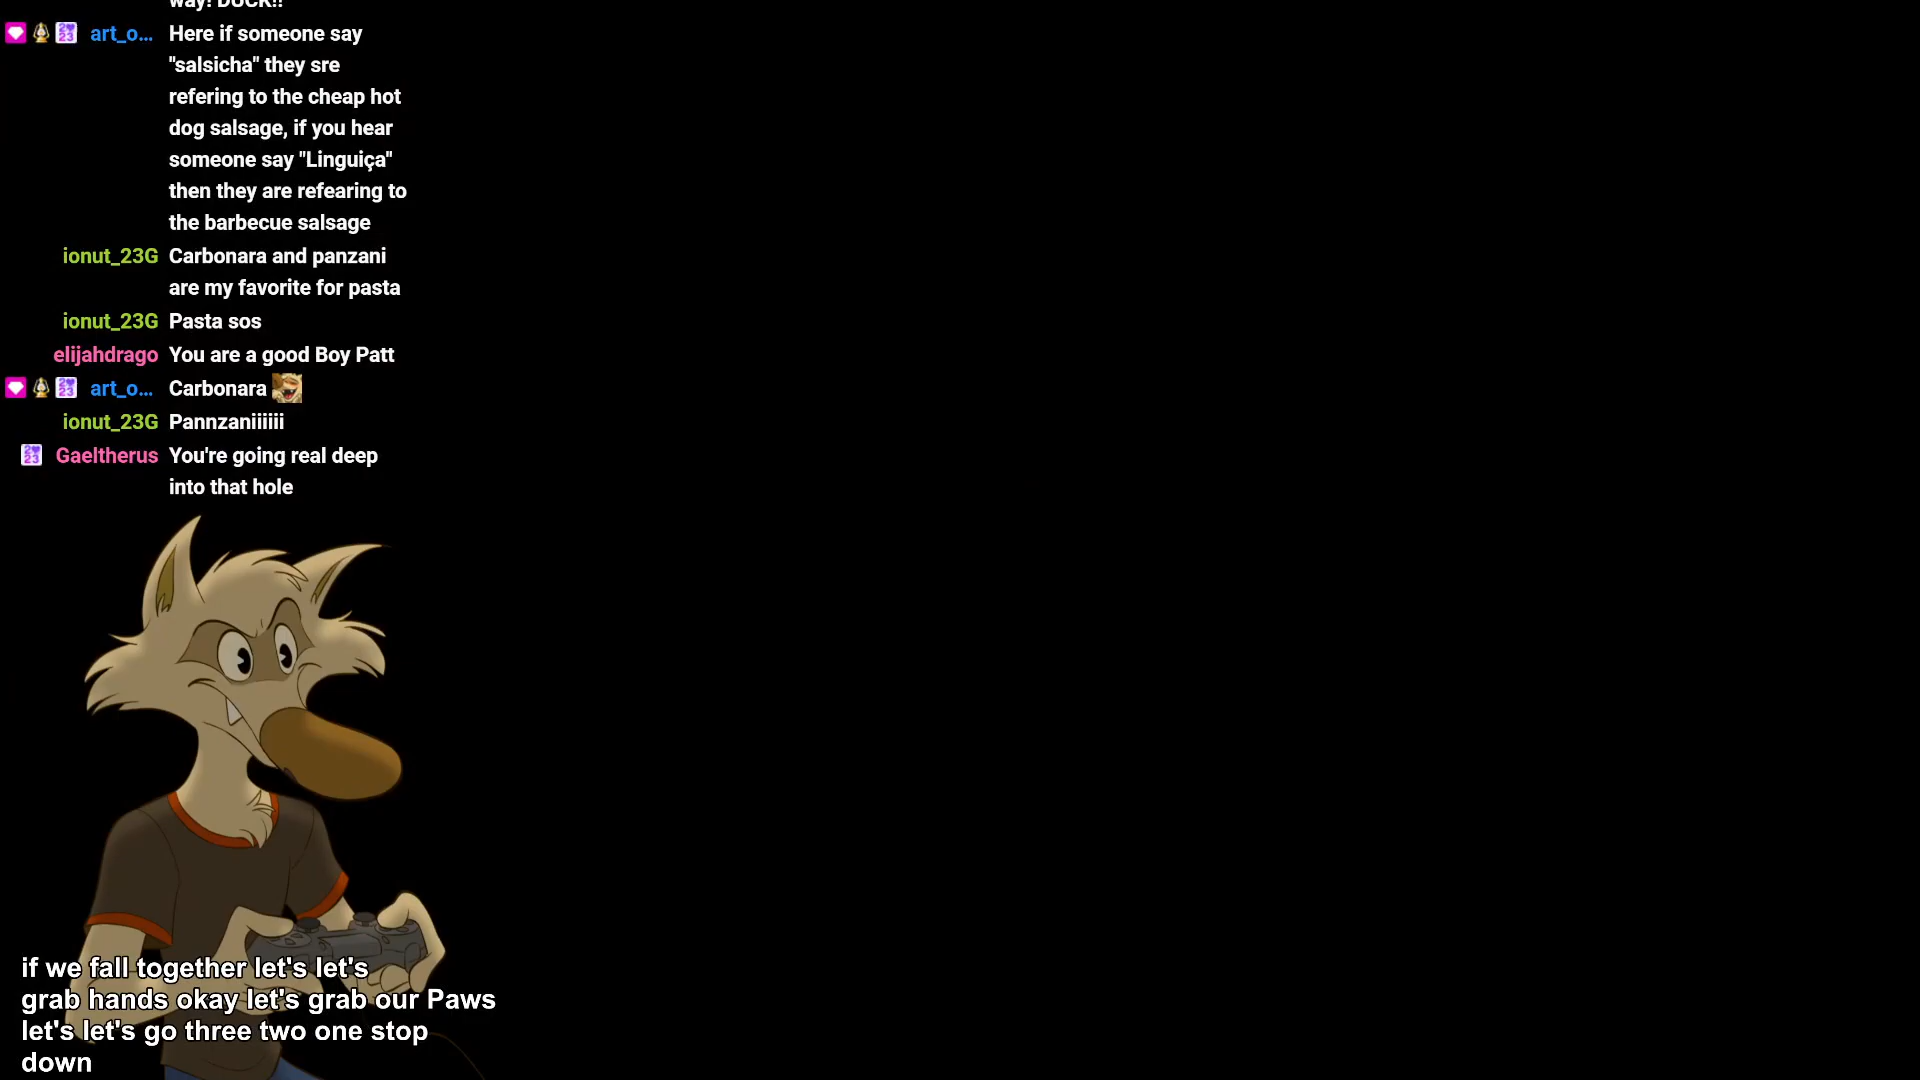 way! DUCK!!
art_o... Here if someone say
"salsicha" they sre
refering to the cheap hot
dog salsage, if you hear
someone say "Linguiça"
then they are refearing to
the barbecue salsage
ionut_23G Carbonara and panzani
are my favorite for pasta
ionut_23G Pasta sos
elijahdrago You are a good Boy Patt
art_o... Carbonara
ionut_23G Pannzaniiiiii
Gaeltherus You're going real deep
into that hole
if we fall together let's let's
grab hands okay let's grab our Paws
let's let's go three two one stop
down